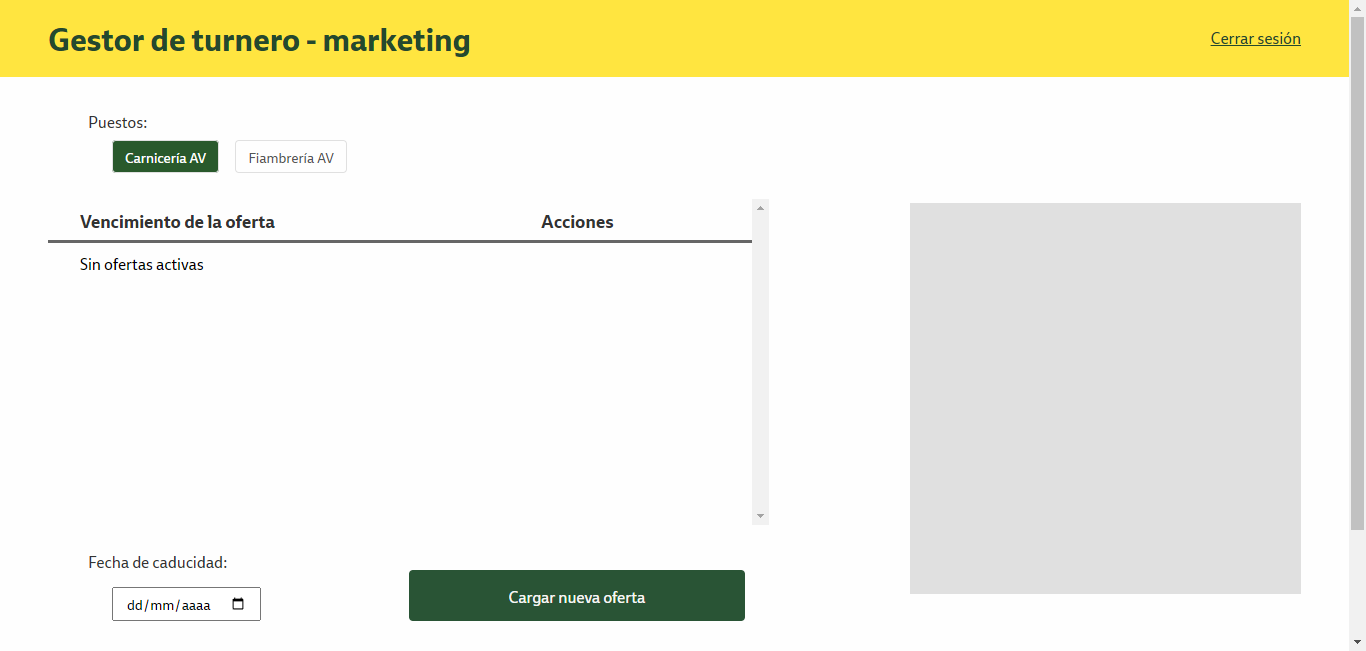 Gestor de turnero - marketing
Cerrar sesión
Puestos:
Carnicería AV
Fiambrería AV
Vencimiento de la oferta
Acciones
Sin ofertas activas
Fecha de caducidad:
dd/mm/aaaa
Cargar nueva oferta